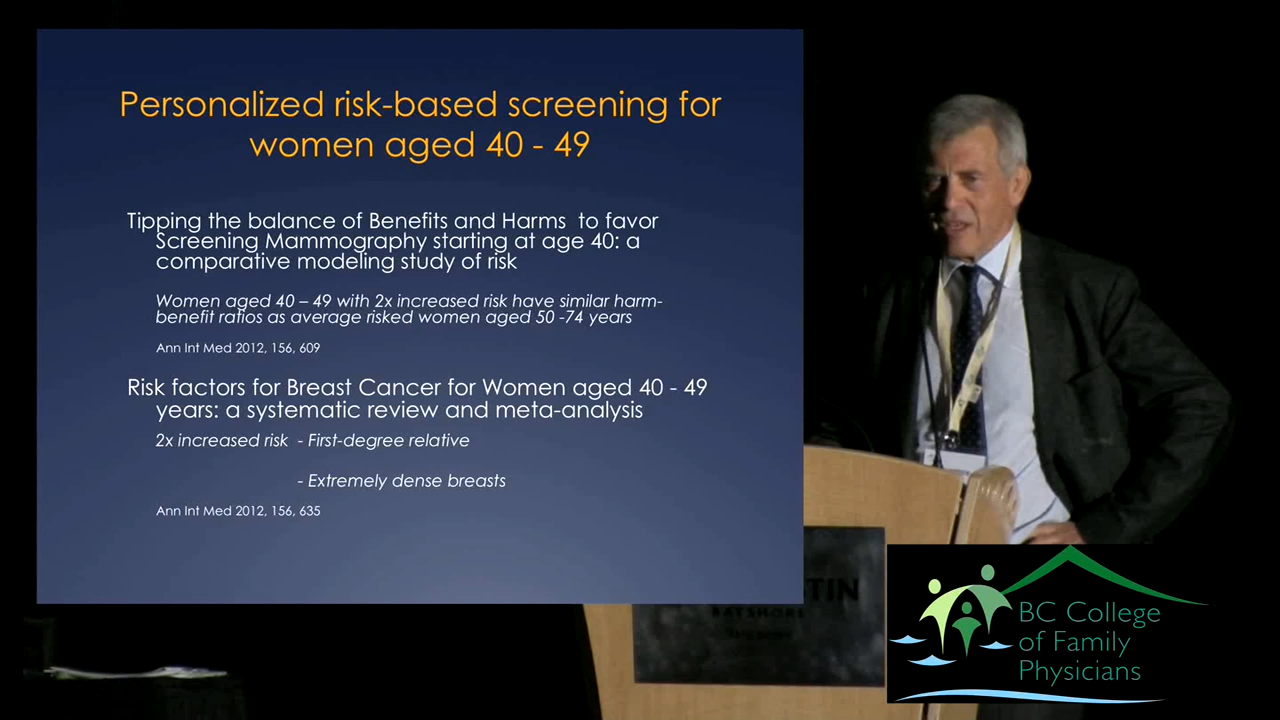 Personalized risk-based screening for
women aged 40 - 49
Tipping the balance of Benefits and Harms to favor
Screening Mammography starting at age 40: a
comparative modeling study of risk
Women aged 40 – 49 with 2x increased risk have similar harm-
benefit ratios as average risked women aged 50 -74 years
Ann Int Med 2012, 156, 609
Risk factors for Breast Cancer for Women aged 40 - 49
years: a systematic review and meta-analysis
2x increased risk - First-degree relative
- Extremely dense breasts
Ann Int Med 2012, 156, 635
TIN
BAYSHORE
BC College
of Family
Physicians